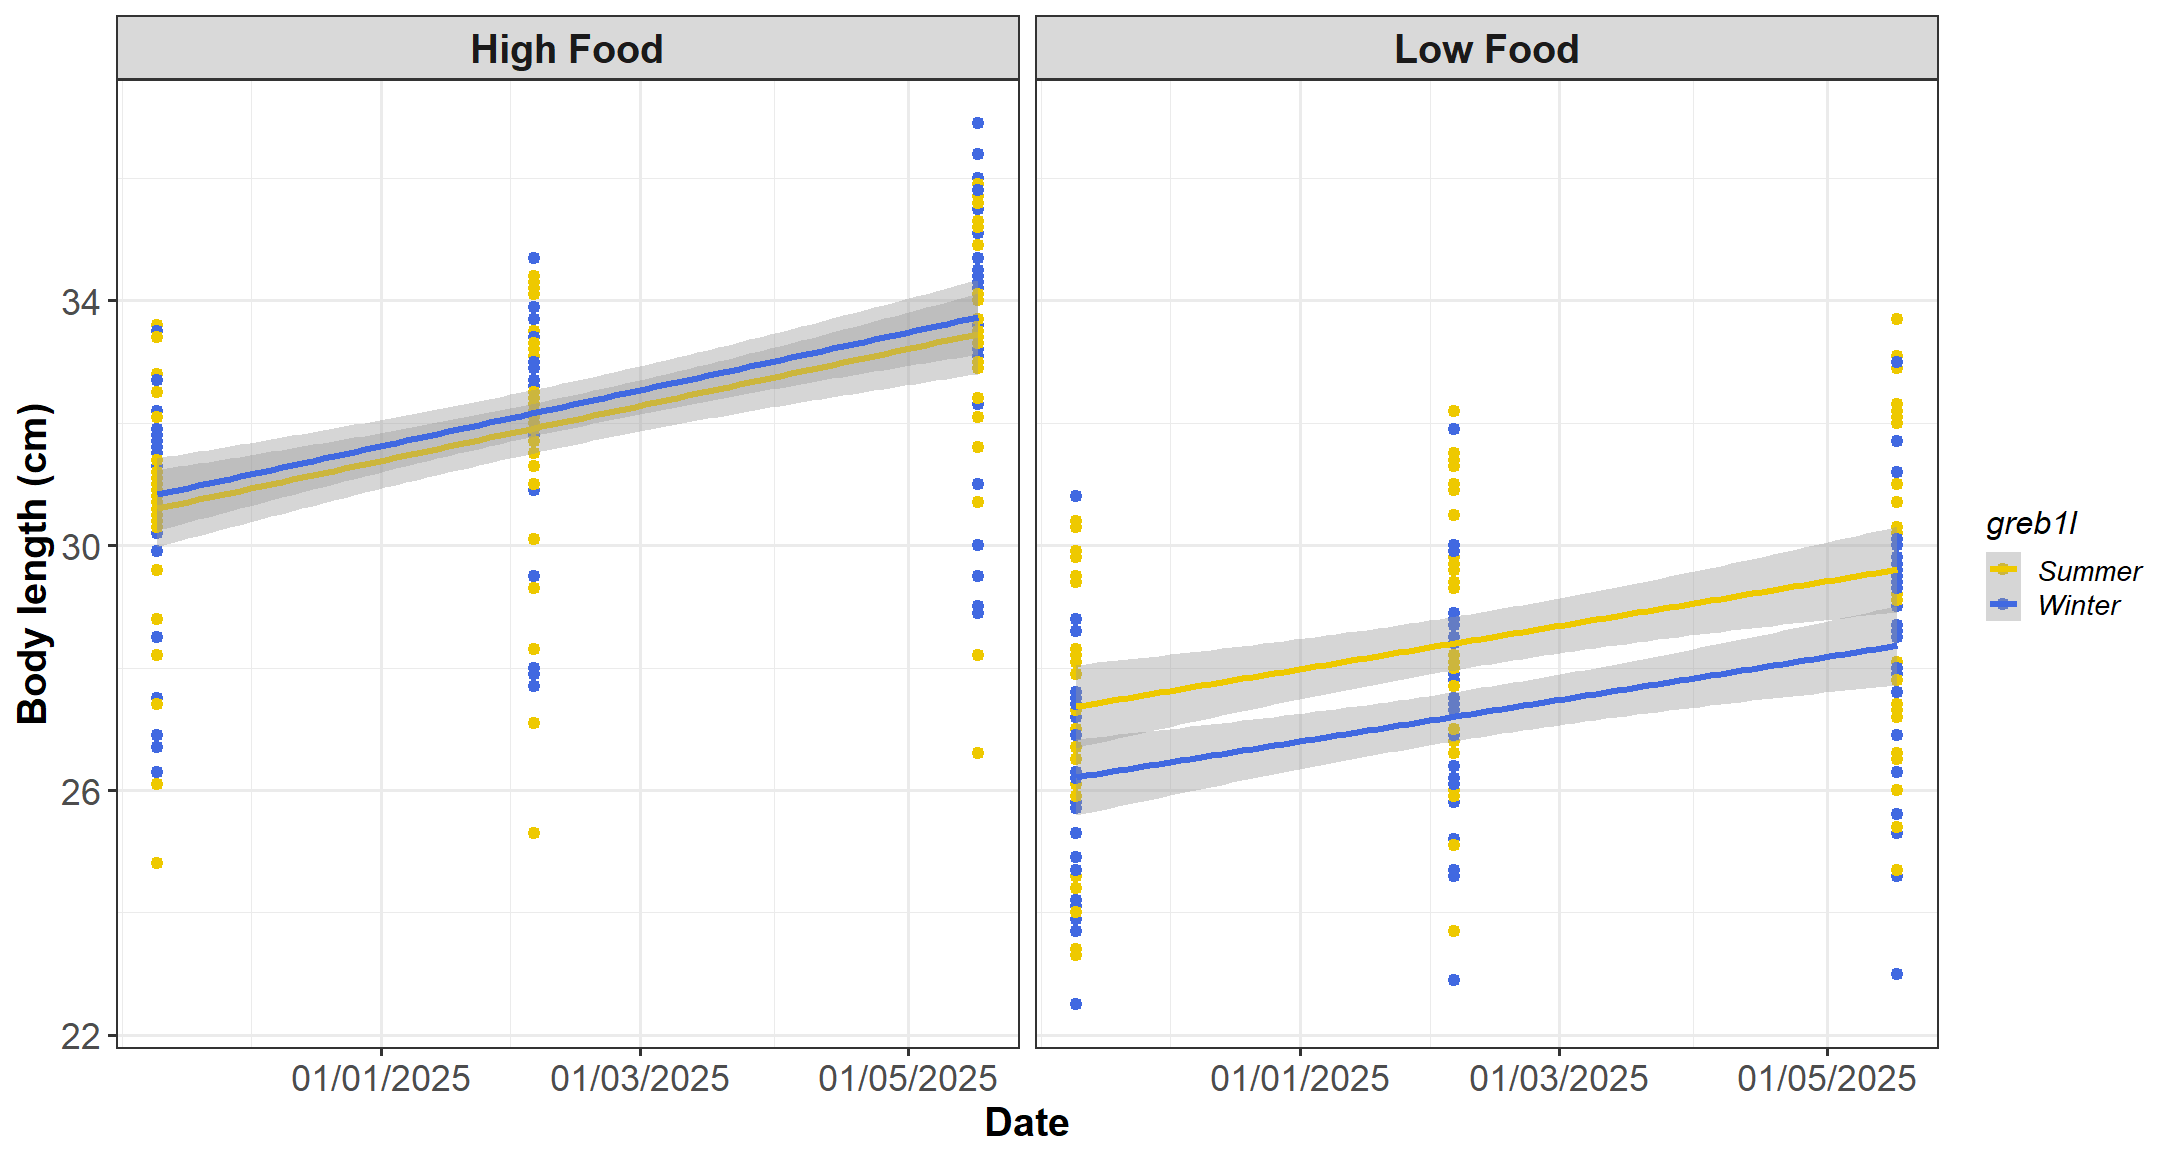 High Food
Low Food
Body length (cm)
34
30
26
22
01/01/2025
01/03/2025
01/05/2025
01/01/2025
01/03/2025
01/05/2025
Date
greb1l
Summer
Winter